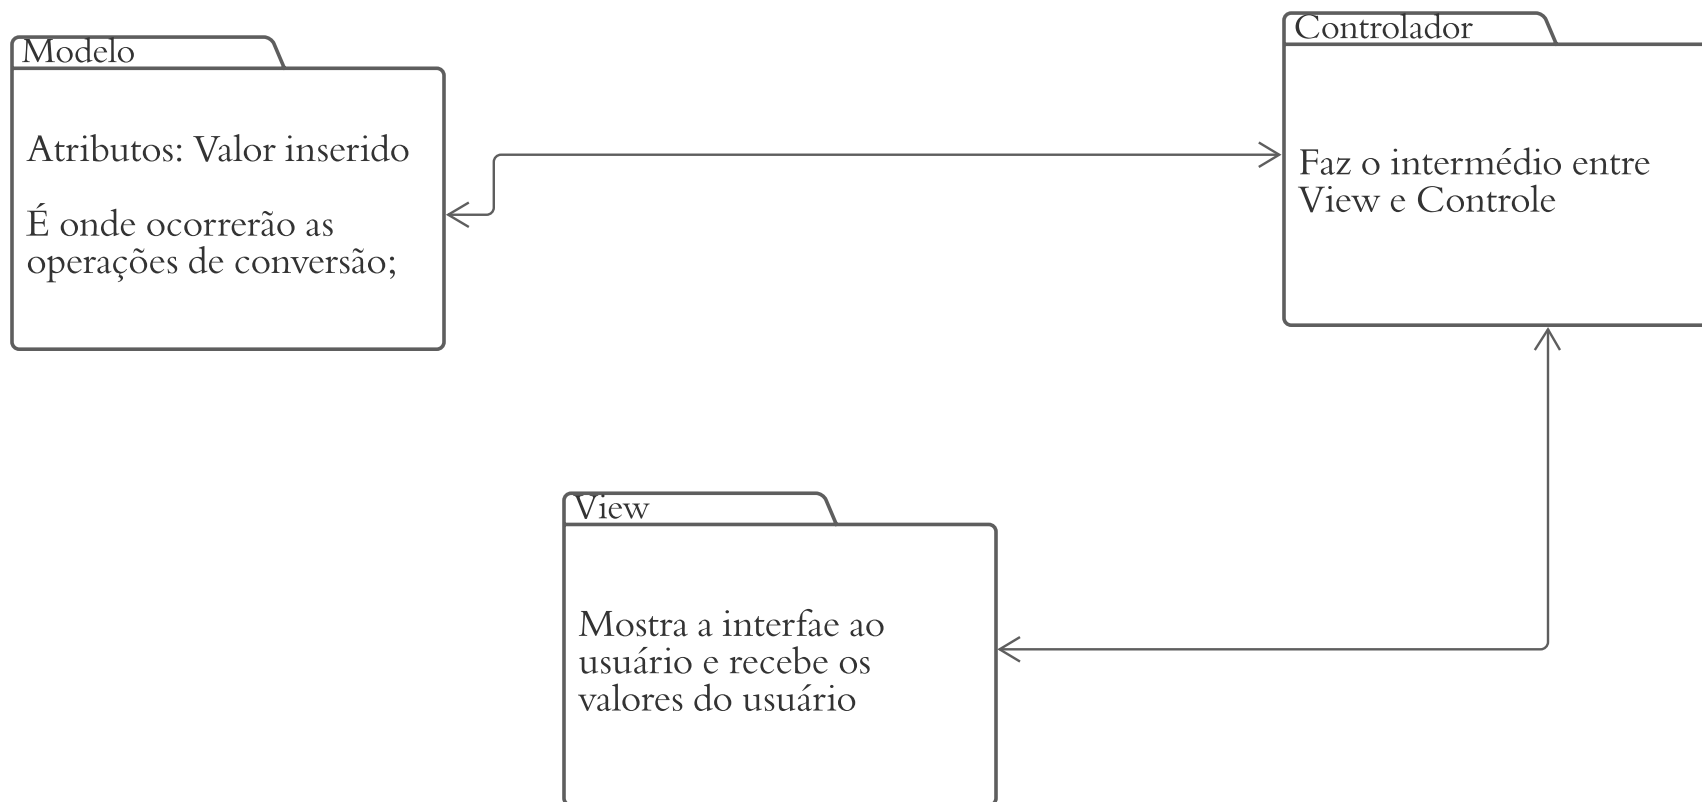 Modelo
Atributos: Valor inserido
É onde ocorrerão as
operações de conversão;
Controlador
Faz o intermédio entre
View e Controle
View
Mostra a interfae ao
usuário e recebe os
valores do usuário